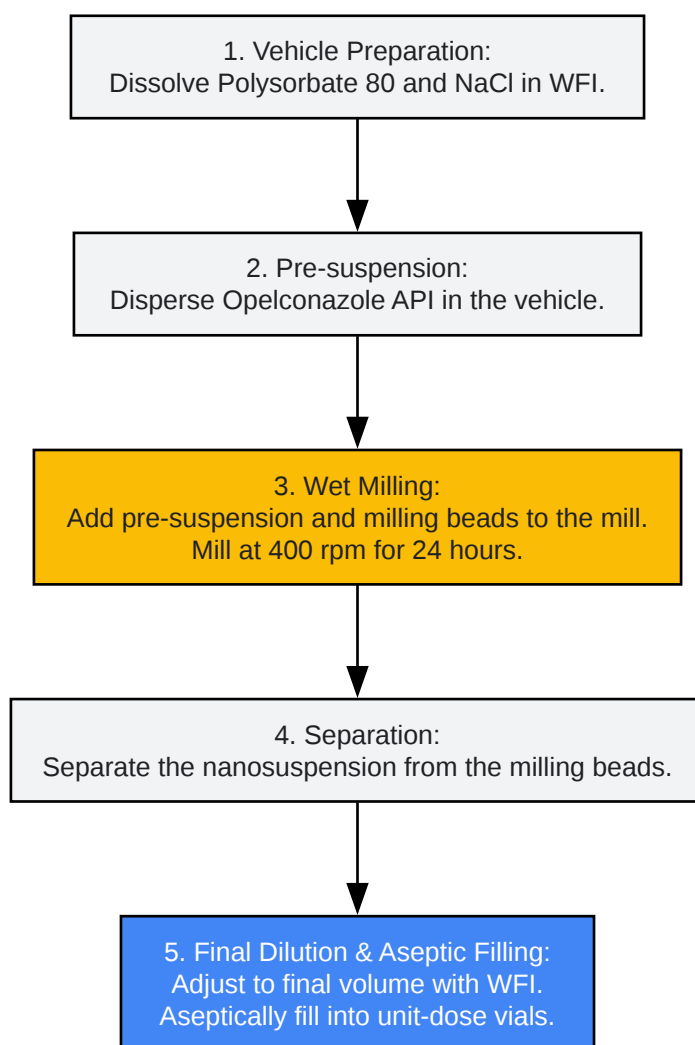 1. Vehicle Preparation:
Dissolve Polysorbate 80 and NaCl in WFI.
2. Pre-suspension:
Disperse Opelconazole API in the vehicle.
3. Wet Milling:
Add pre-suspension and milling beads to the mill.
Mill at 400 rpm for 24 hours.
4. Separation:
Separate the nanosuspension from the milling beads.
5. Final Dilution & Aseptic Filling:
Adjust to final volume with WFI.
Aseptically fill into unit-dose vials.